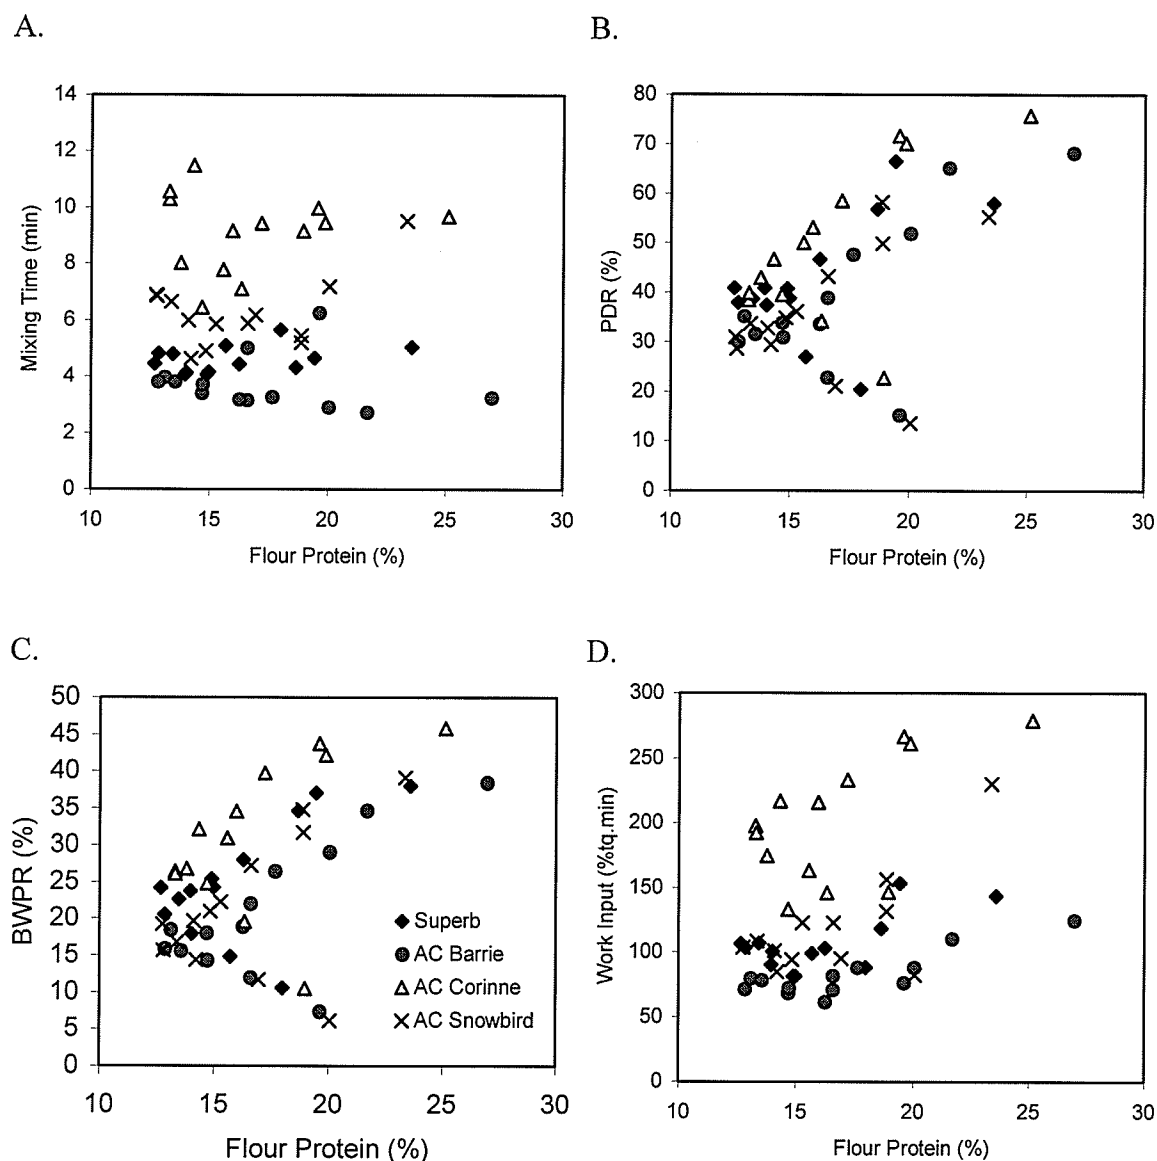 A.
14
12
10
8
6
4
2
0
Mixing Time (min)
10 15 20 25 30
Flour Protein (%)
B.
80
70
60
50
40
30
20
10
0
PDR (%)
10 15 20 25 30
Flour Protein (%)
C.
50
45
40
35
30
25
20
15
10
5
0
BWPR (%)
Superb
AC Barrie
AC Corinne
AC Snowbird
10 15 20 25 30
Flour Protein (%)
D.
300
250
200
150
100
50
0
Work Input (%tq.min)
10 15 20 25 30
Flour Protein (%)